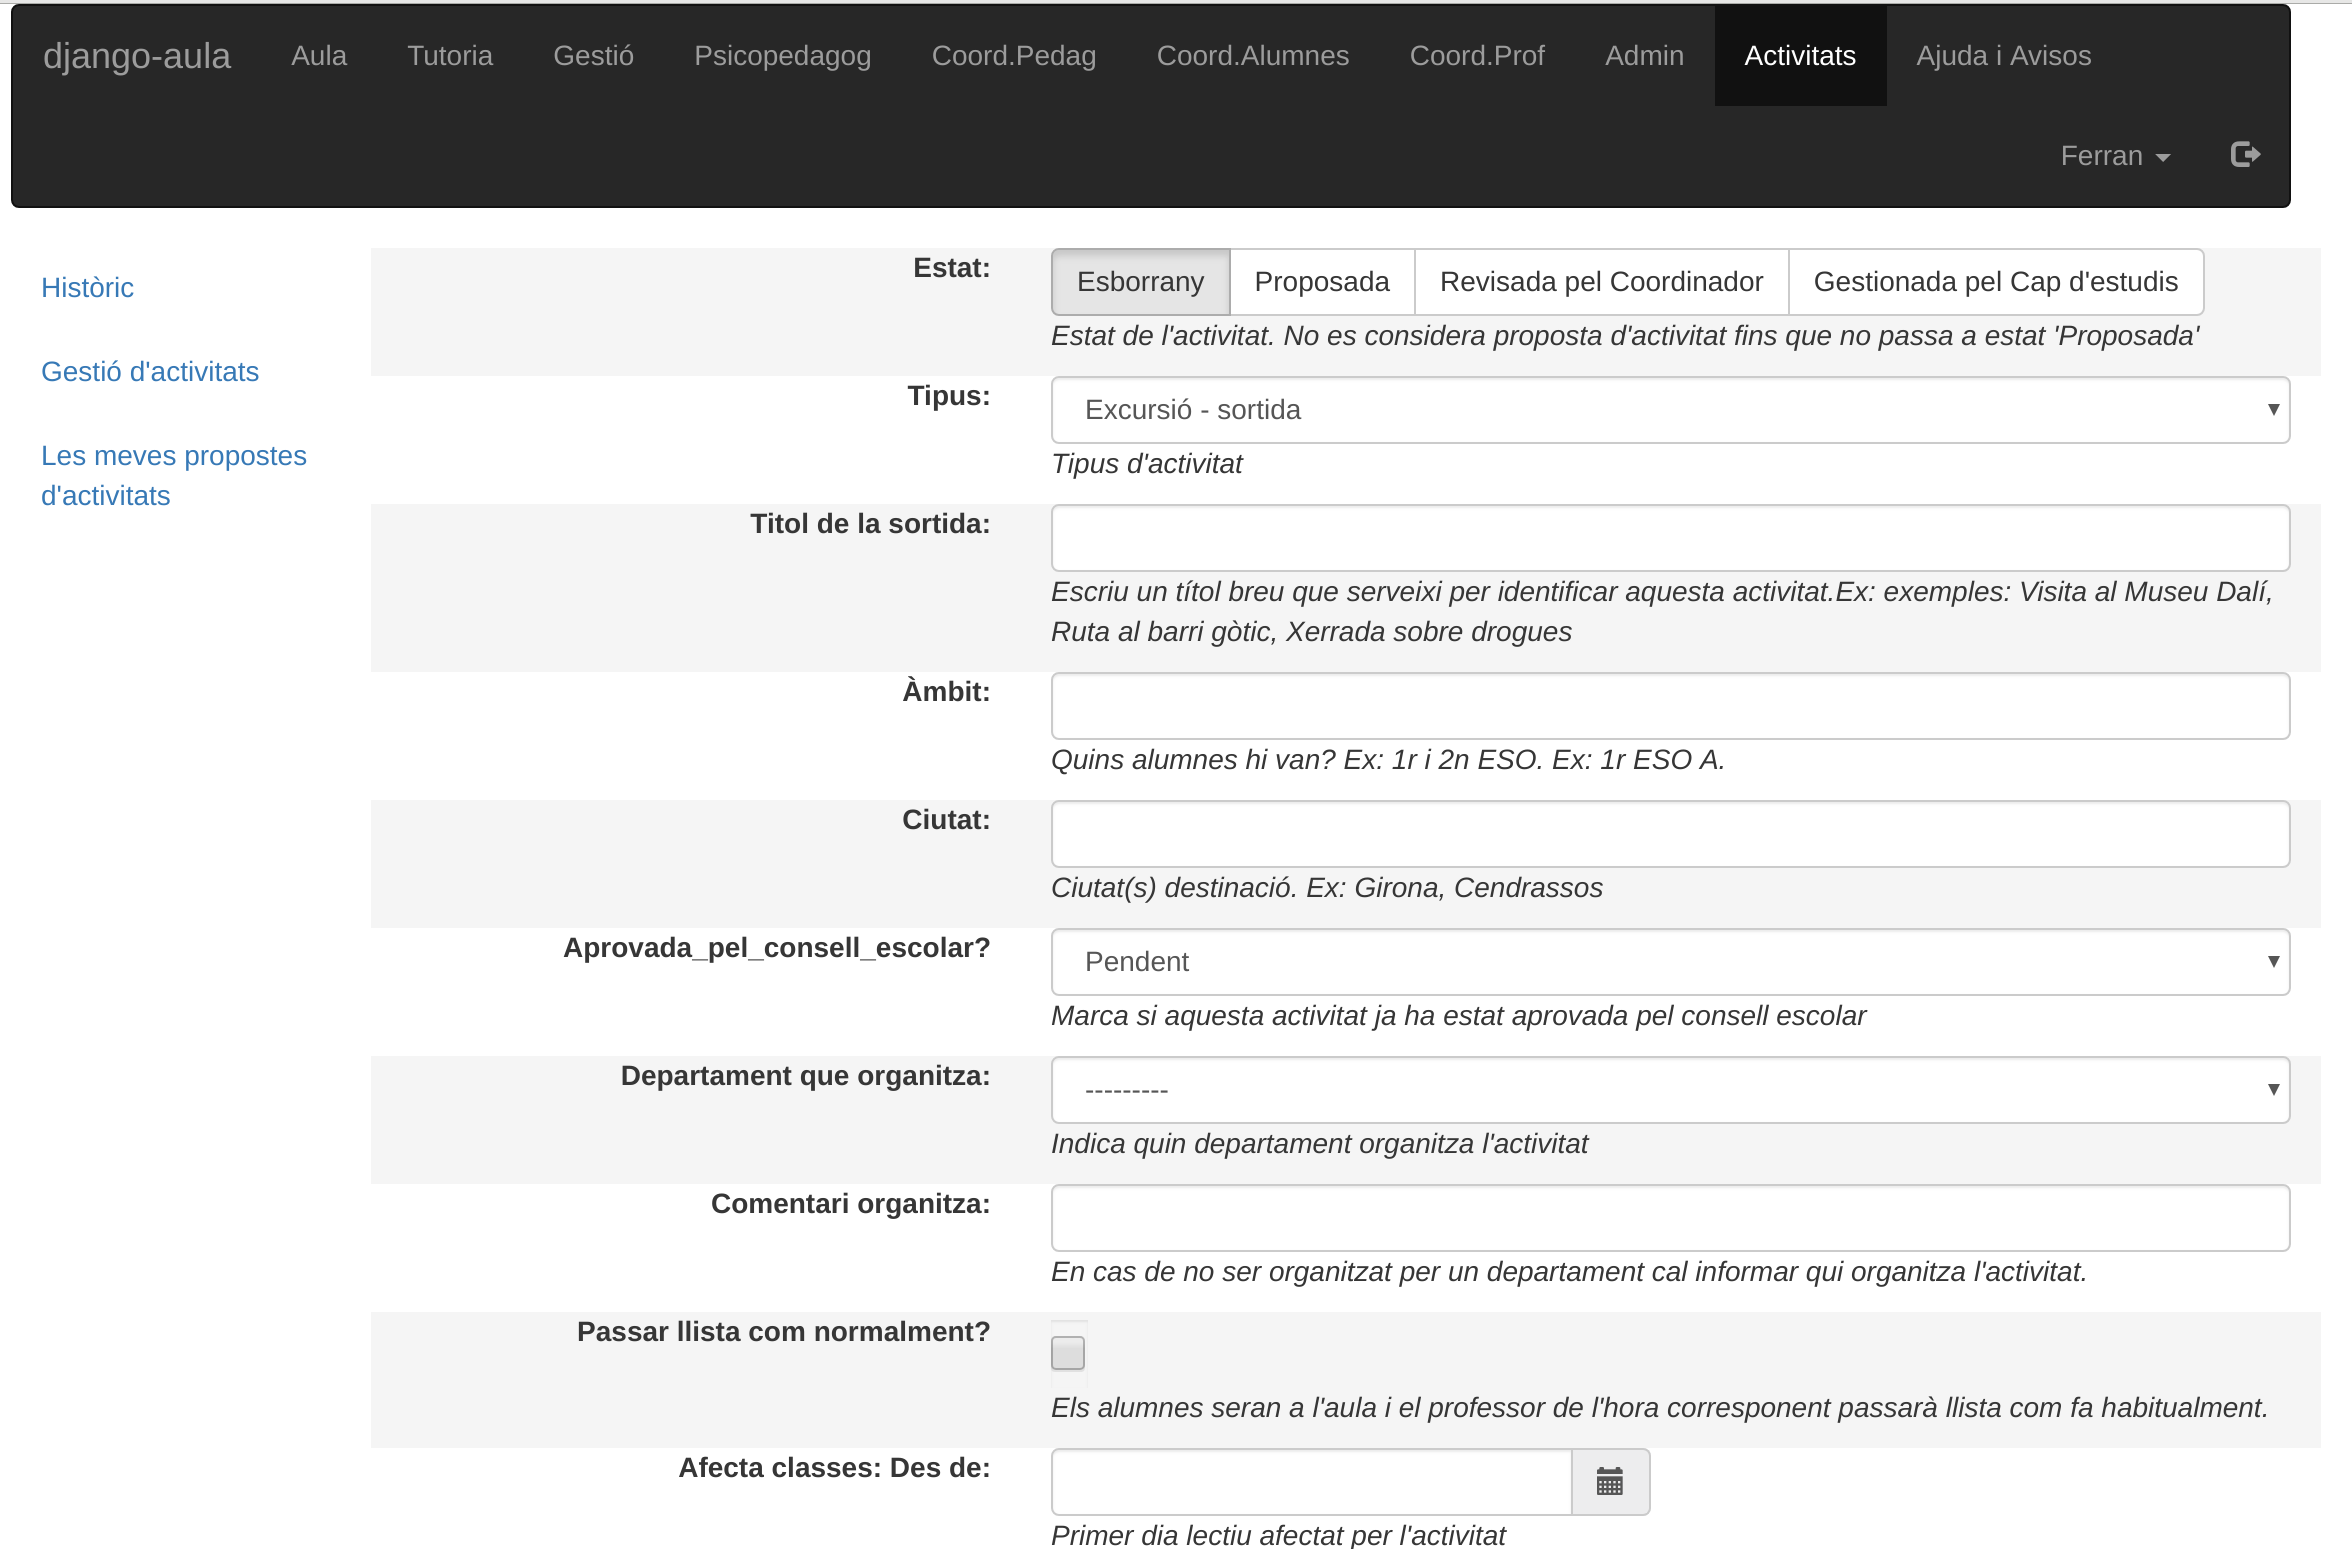 django-aula Aula Tutoria Gestió Psicopedagog Coord.Pedag Coord.Alumnes Coord.Prof Admin Activitats Ajuda i Avisos
Ferran
Històric
Gestió d'activitats
Les meves propostes
d'activitats
Estat: Esborrany Proposada Revisada pel Coordinador Gestionada pel Cap d'estudis
Estat de l'activitat. No es considera proposta d'activitat fins que no passa a estat 'Proposada'
Tipus: Excursió - sortida
Tipus d'activitat
Titol de la sortida:
Escriu un títol breu que serveixi per identificar aquesta activitat.Ex: exemples: Visita al Museu Dalí,
Ruta al barri gòtic, Xerrada sobre drogues
Àmbit:
Quins alumnes hi van? Ex: 1r i 2n ESO. Ex: 1r ESO A.
Ciutat:
Ciutat(s) destinació. Ex: Girona, Cendrassos
Aprovada_pel_consell_escolar? Pendent
Marca si aquesta activitat ja ha estat aprovada pel consell escolar
Departament que organitza: ---------
Indica quin departament organitza l'activitat
Comentari organitza:
En cas de no ser organitzat per un departament cal informar qui organitza l'activitat.
Passar llista com normalment?
Els alumnes seran a l'aula i el professor de l'hora corresponent passarà llista com fa habitualment.
Afecta classes: Des de:
Primer dia lectiu afectat per l'activitat